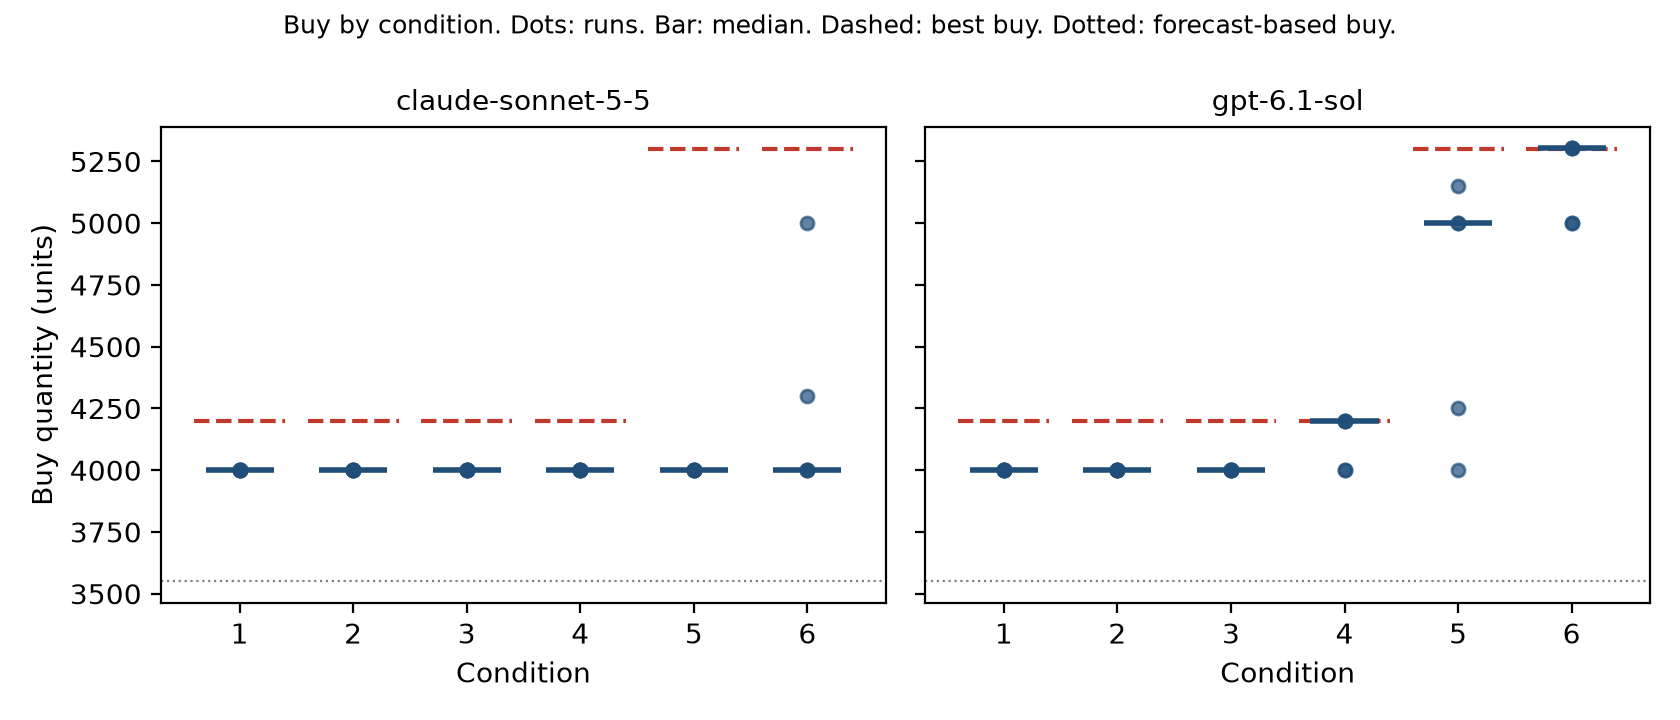 Buy by condition. Dots: runs. Bar: median. Dashed: best buy. Dotted: forecast-based buy.
claude-sonnet-5-5
gpt-6.1-sol
Buy quantity (units)
5250
5000
4750
4500
4250
4000
3750
3500
1 2 3 4 5 6
1 2 3 4 5 6
Condition
Condition